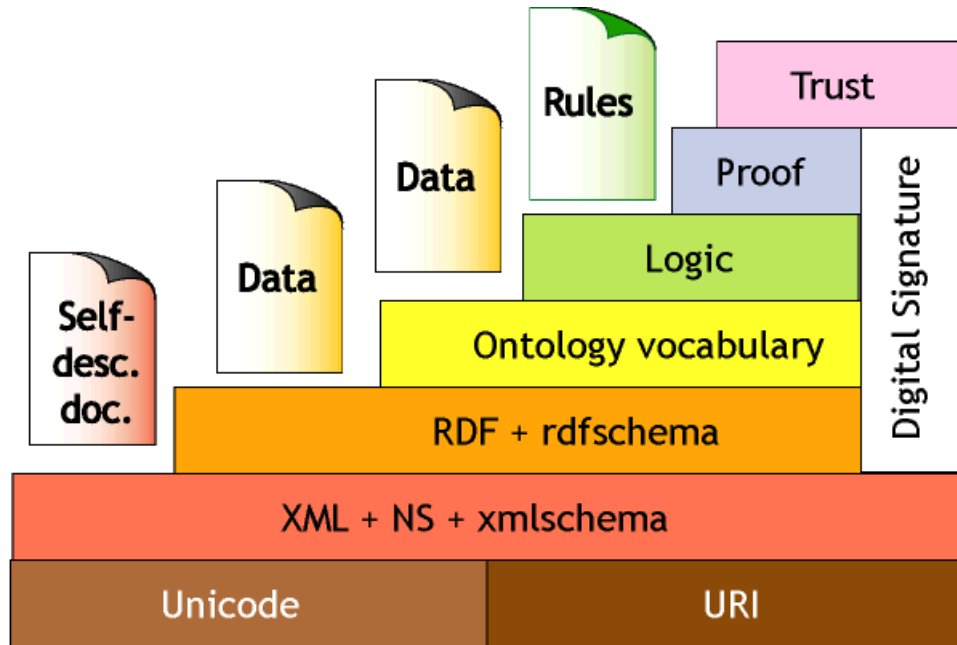 Rules
Trust
Data
Proof
Data
Logic
Self-
desc.
doc.
Ontology vocabulary
Digital Signature
RDF + rdfschema
XML + NS + xmlschema
Unicode
URI